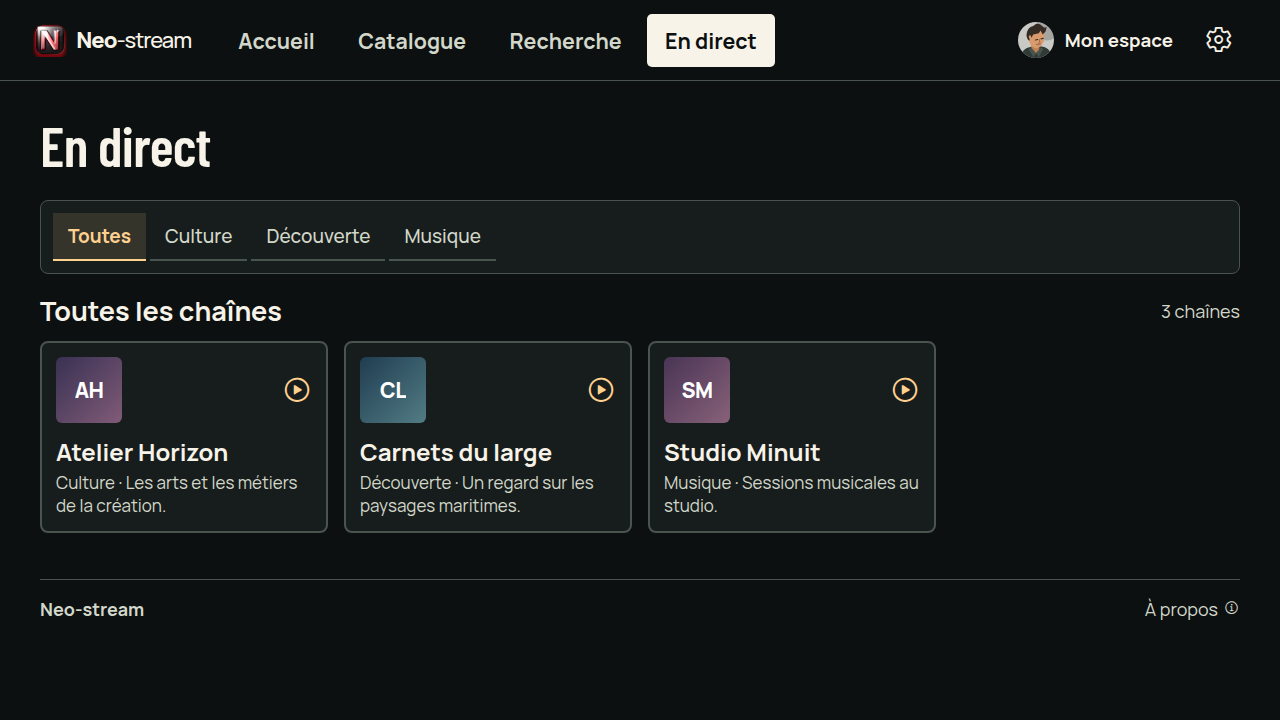 N Neo-stream Accueil Catalogue Recherche En direct Mon espace
En direct
Toutes Culture Découverte Musique
Toutes les chaînes 3 chaînes
AH
Atelier Horizon
Culture · Les arts et les métiers
de la création.
CL
Carnets du large
Découverte · Un regard sur les
paysages maritimes.
SM
Studio Minuit
Musique · Sessions musicales au
studio.
Neo-stream À propos